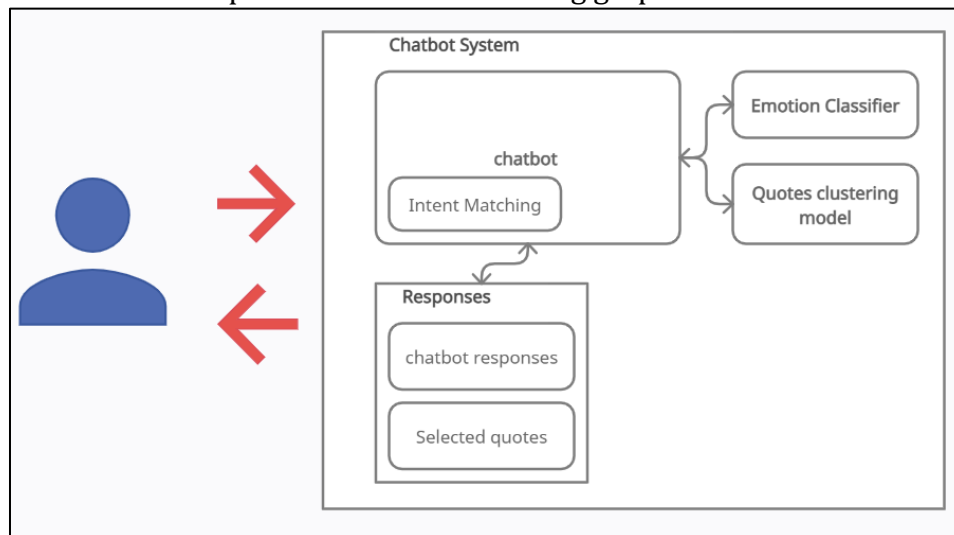 Chatbot System
chatbot
Intent Matching
Emotion Classifier
Quotes clustering
model
Responses
chatbot responses
Selected quotes